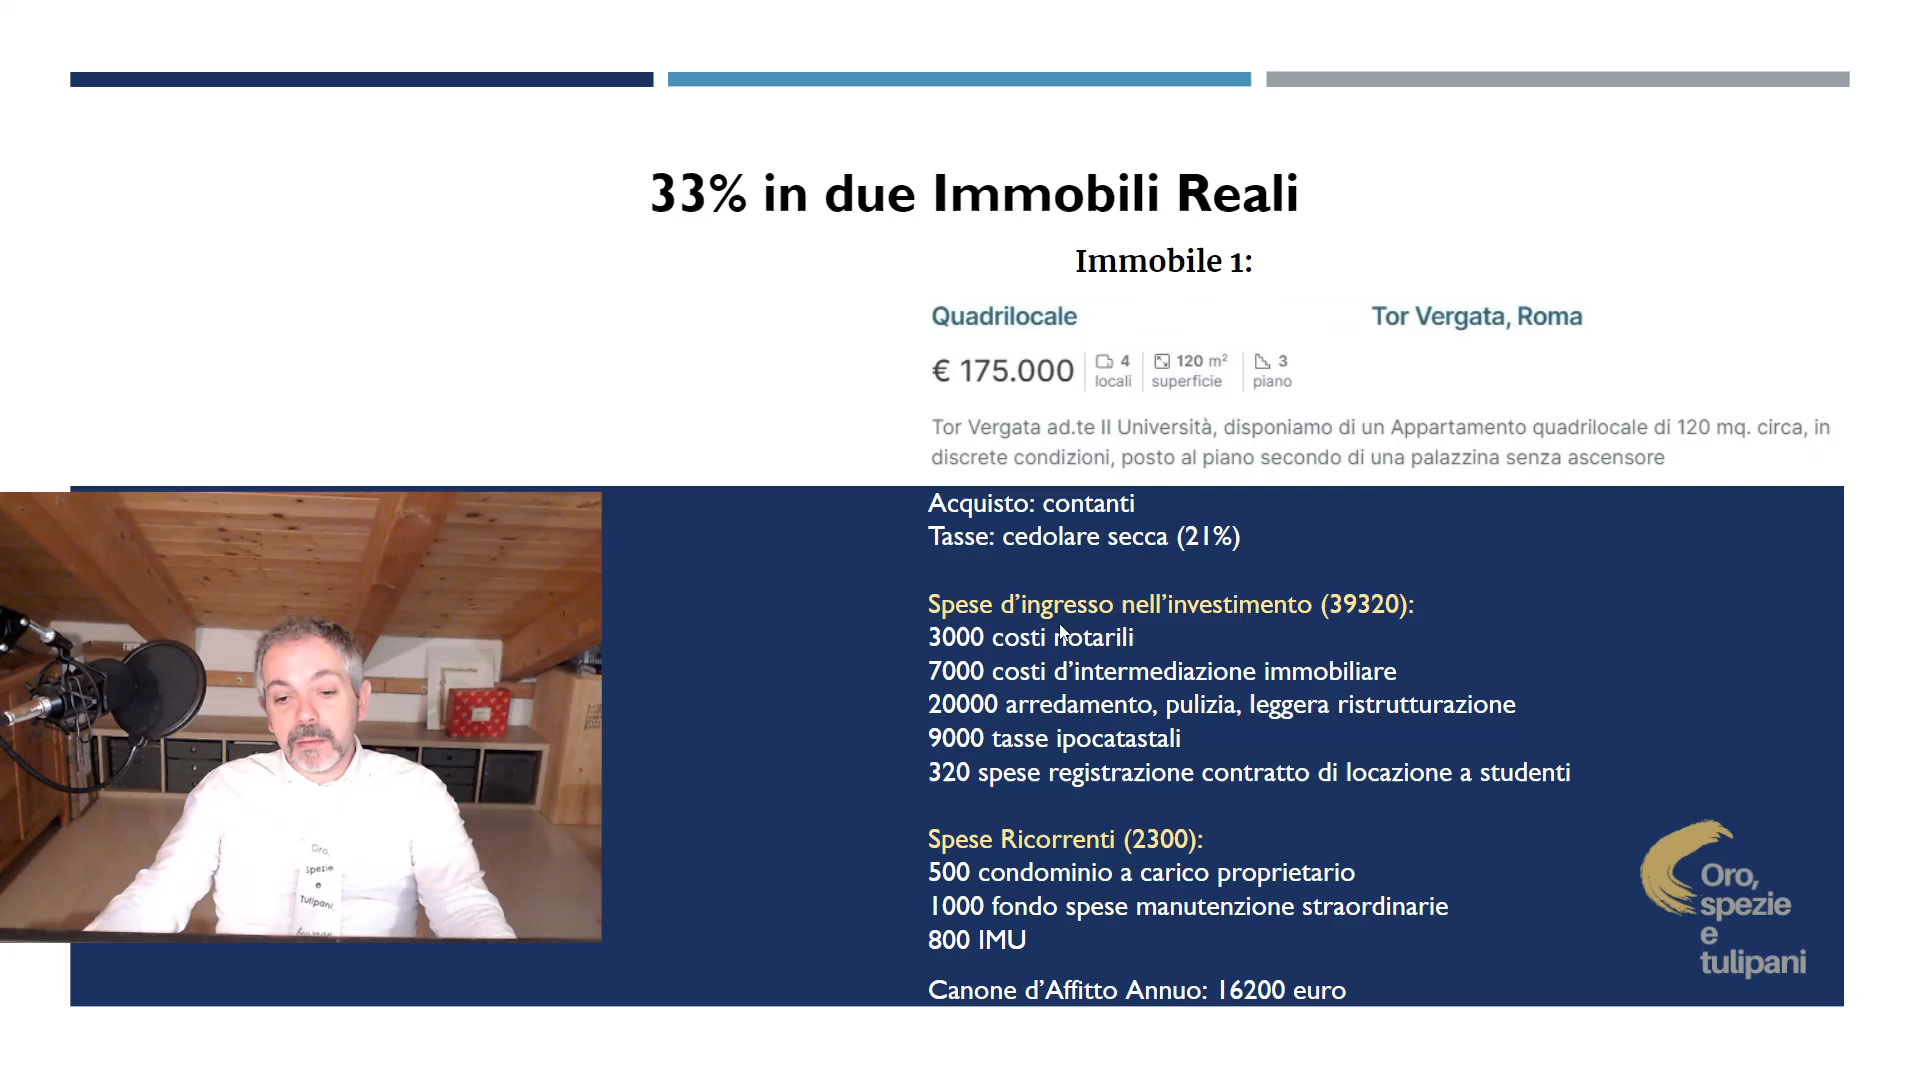 33% in due Immobili Reali
Immobile 1:
Quadrilocale
Tor Vergata, Roma
€ 175.000
4
locali
120 m²
superficie
3
piano
Tor Vergata ad.te II Università, disponiamo di un Appartamento quadrilocale di 120 mq. circa, in
discrete condizioni, posto al piano secondo di una palazzina senza ascensore
Acquisto: contanti
Tasse: cedolare secca (21%)
Spese d'ingresso nell'investimento (39320):
3000 costi notarili
7000 costi d'intermediazione immobiliare
20000 arredamento, pulizia, leggera ristrutturazione
9000 tasse ipocatastali
320 spese registrazione contratto di locazione a studenti
Spese Ricorrenti (2300):
500 condominio a carico proprietario
1000 fondo spese manutenzione straordinarie
800 IMU
Canone d'Affitto Annuo: 16200 euro
Oro,
spezie
e
tulipani
Oro,
spezie
e
Tulipani